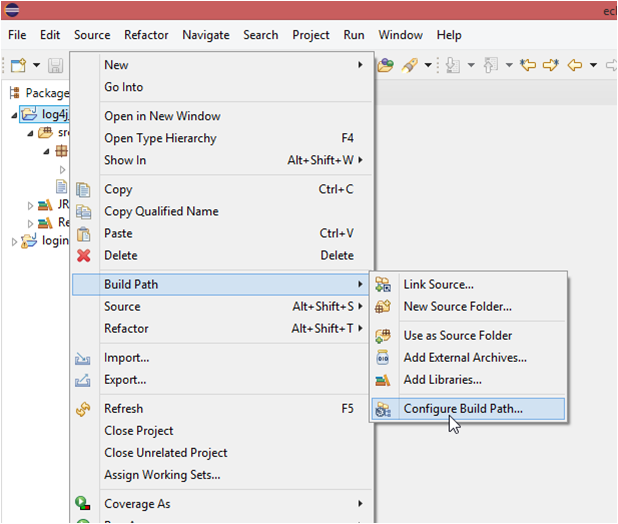 ecl
File Edit Source Refactor Navigate Search Project Run Window Help
Package
log4j
src
JR
Re
login
New
Go Into
Open in New Window
Open Type Hierarchy F4
Show In Alt+Shift+W
Copy Ctrl+C
Copy Qualified Name
Paste Ctrl+V
Delete Delete
Build Path
Source Alt+Shift+S
Refactor Alt+Shift+T
Import...
Export...
Refresh F5
Close Project
Close Unrelated Project
Assign Working Sets...
Coverage As
Link Source...
New Source Folder...
Use as Source Folder
Add External Archives...
Add Libraries...
Configure Build Path...